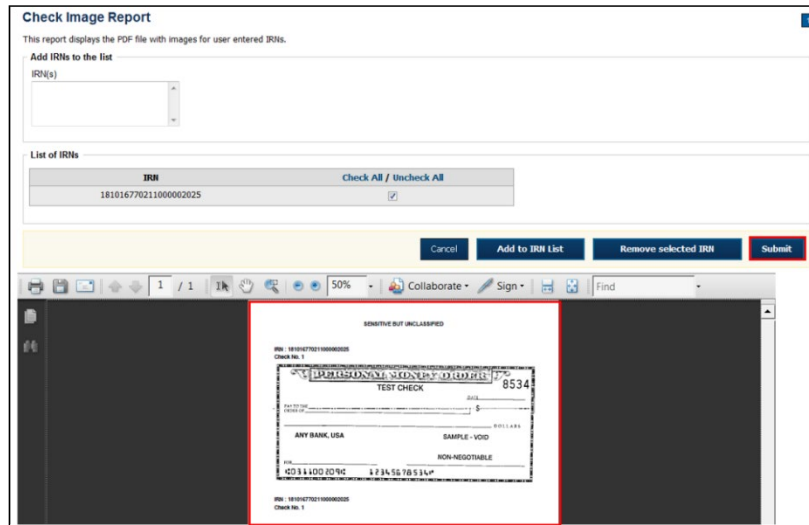 Check Image Report
This report displays the PDF file with images for user entered IRNs.
Add IRNs to the list
IRN(s)
List of IRNs
IRN Check All / Uncheck All
181016770211000002025
Cancel Add to IRN List Remove selected IRN Submit
1 / 1 50% Collaborate Sign Find
SENSITIVE BUT UNCLASSIFIED
IRN : 181016770211000002025
Check No. 1
PERSONAL MONEY ORDER
TEST CHECK 8534
DATE
PAY TO THE
ORDER OF $
DOLLARS
ANY BANK, USA SAMPLE - VOID
NON-NEGOTIABLE
FOR
IRN : 181016770211000002025
Check No. 1